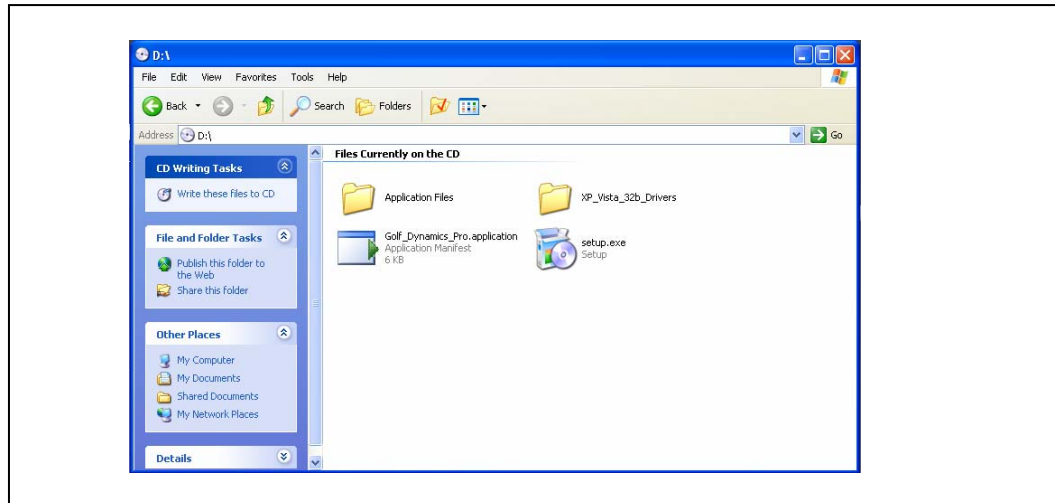 D:\
File Edit View Favorites Tools Help
Back Search Folders
Address D:\ Go
CD Writing Tasks
Write these files to CD
File and Folder Tasks
Publish this folder to
the Web
Share this folder
Other Places
My Computer
My Documents
Shared Documents
My Network Places
Details
Files Currently on the CD
Application Files
XP_Vista_32b_Drivers
Golf_Dynamics_Pro.application
Application Manifest
6 KB
setup.exe
Setup